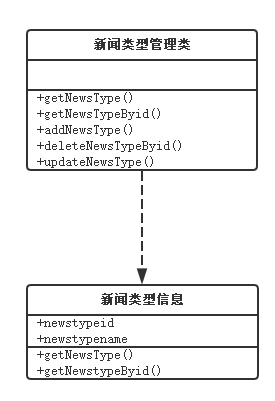 新闻类型管理类
+getNewsType()
+getNewsTypeByid()
+addNewsType()
+deleteNewsTypeByid()
+updateNewsType()
新闻类型信息
+newstypeid
+newstypename
+getNewsType()
+getNewstypeByid()